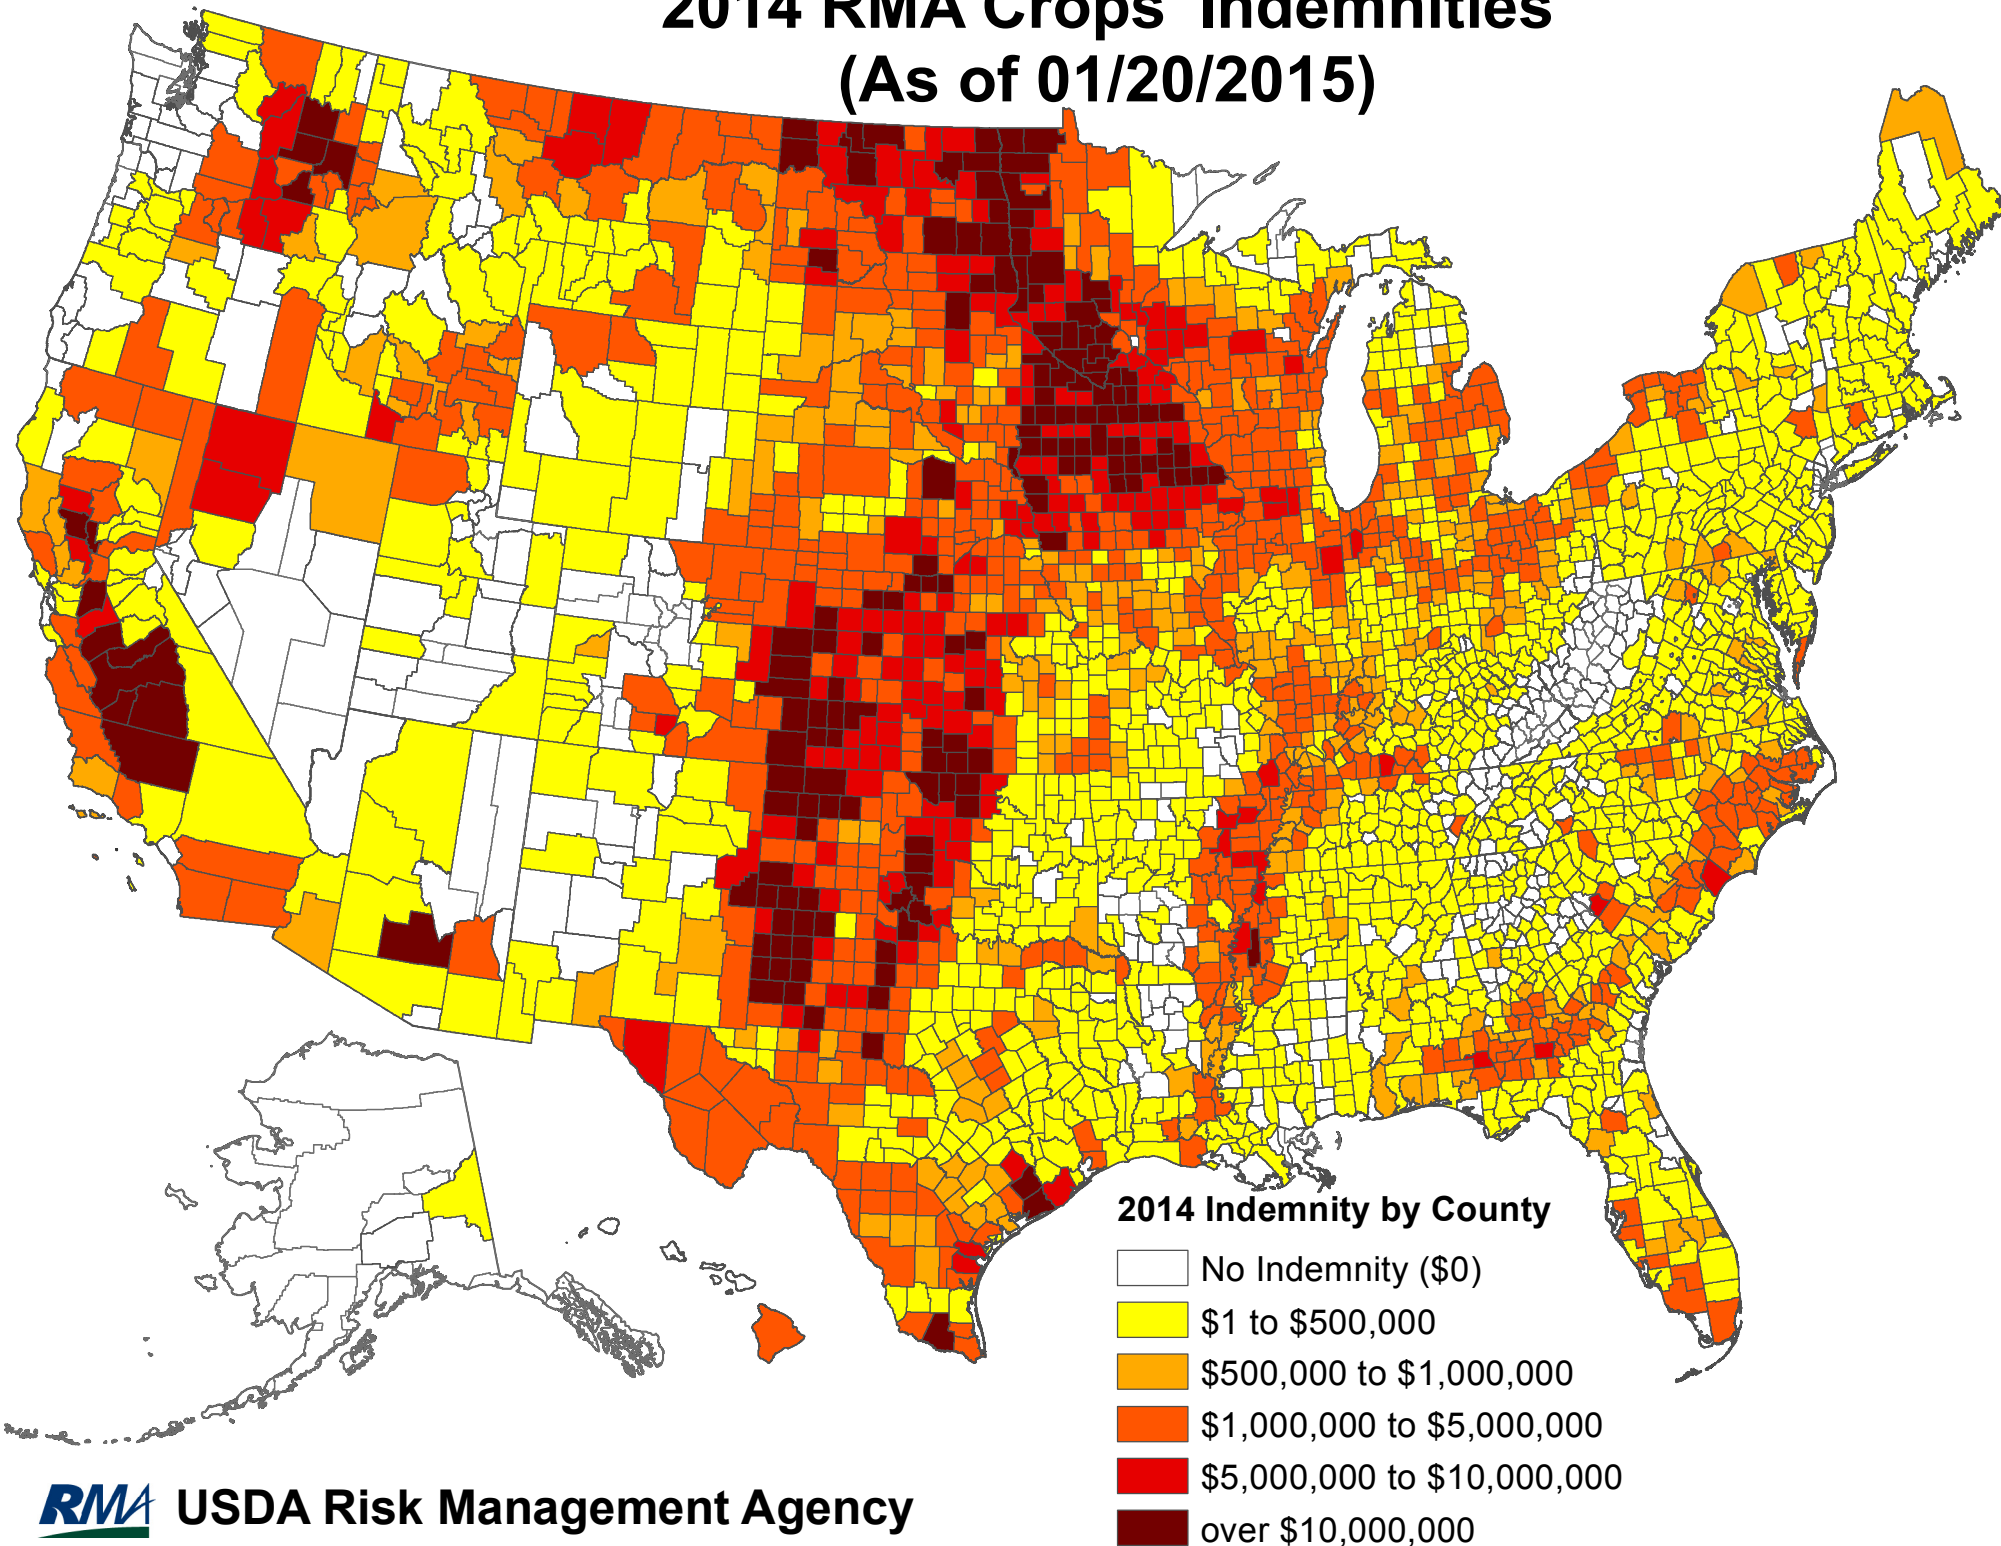 2014 RMA Crops' Indemnities
(As of 01/20/2015)
2014 Indemnity by County
No Indemnity ($0)
$1 to $500,000
$500,000 to $1,000,000
$1,000,000 to $5,000,000
$5,000,000 to $10,000,000
over $10,000,000
RMA USDA Risk Management Agency